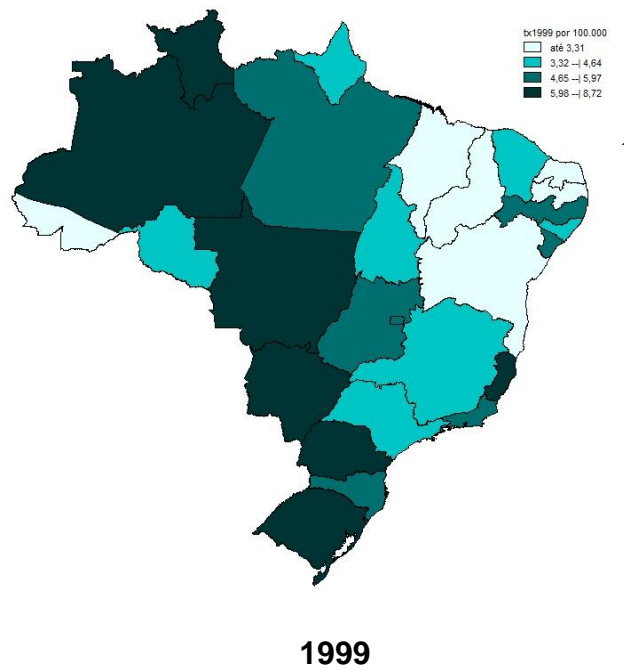 tx1999 por 100.000
até 3,31
3,32 --| 4,64
4,65 --| 5,97
5,98 --| 8,72
1999